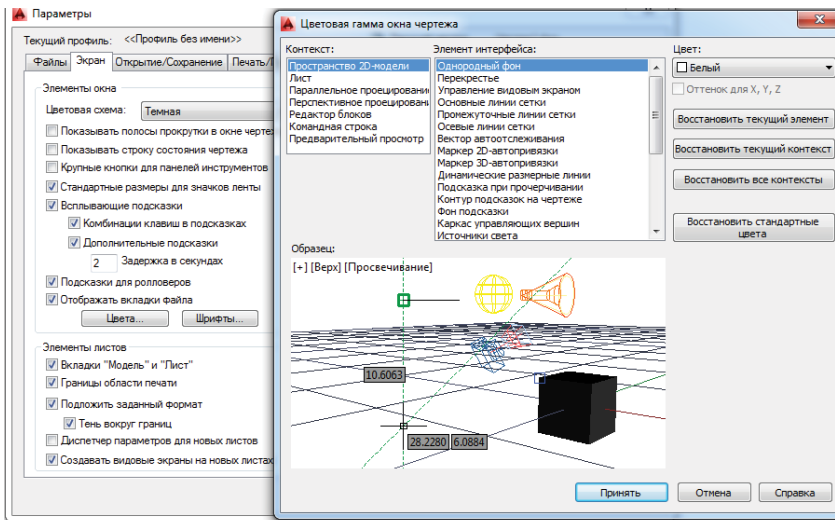 Параметры
Текущий профиль: <<Профиль без имени>>
Файлы Экран Открытие/Сохранение Печать/
Элементы окна
Цветовая схема: Темная
Показывать полосы прокрутки в окне черте
Показывать строку состояния чертежа
Крупные кнопки для панелей инструментов
Стандартные размеры для значков ленты
Всплывающие подсказки
Комбинации клавиш в подсказках
Дополнительные подсказки
2 Задержка в секундах
Подсказки для ролловеров
Отображать вкладки файла
Цвета... Шрифты...
Элементы листов
Вкладки "Модель" и "Лист"
Границы области печати
Подложить заданный формат
Тень вокруг границ
Диспетчер параметров для новых листов
Создавать видовые экраны на новых листах
Цветовая гамма окна чертежа
Контекст:
Пространство 2D-модели
Лист
Параллельное проецирование
Перспективное проецировани
Редактор блоков
Командная строка
Предварительный просмотр
Элемент интерфейса:
Однородный фон
Перекрестье
Управление видовым экраном
Основные линии сетки
Промежуточные линии сетки
Осевые линии сетки
Вектор автоотслеживания
Маркер 2D-автопривязки
Маркер 3D-автопривязки
Динамические размерные линии
Подсказка при прочерчивании
Контур подсказок на чертеже
Фон подсказки
Каркас управляющих вершин
Источники света
Цвет:
Белый
Оттенок для X, Y, Z
Восстановить текущий элемент
Восстановить текущий контекст
Восстановить все контексты
Восстановить стандартные
цвета
Образец:
[+] [Верх] [Просвечивание]
10.6063
28.2280 6.0884
Принять Отмена Справка